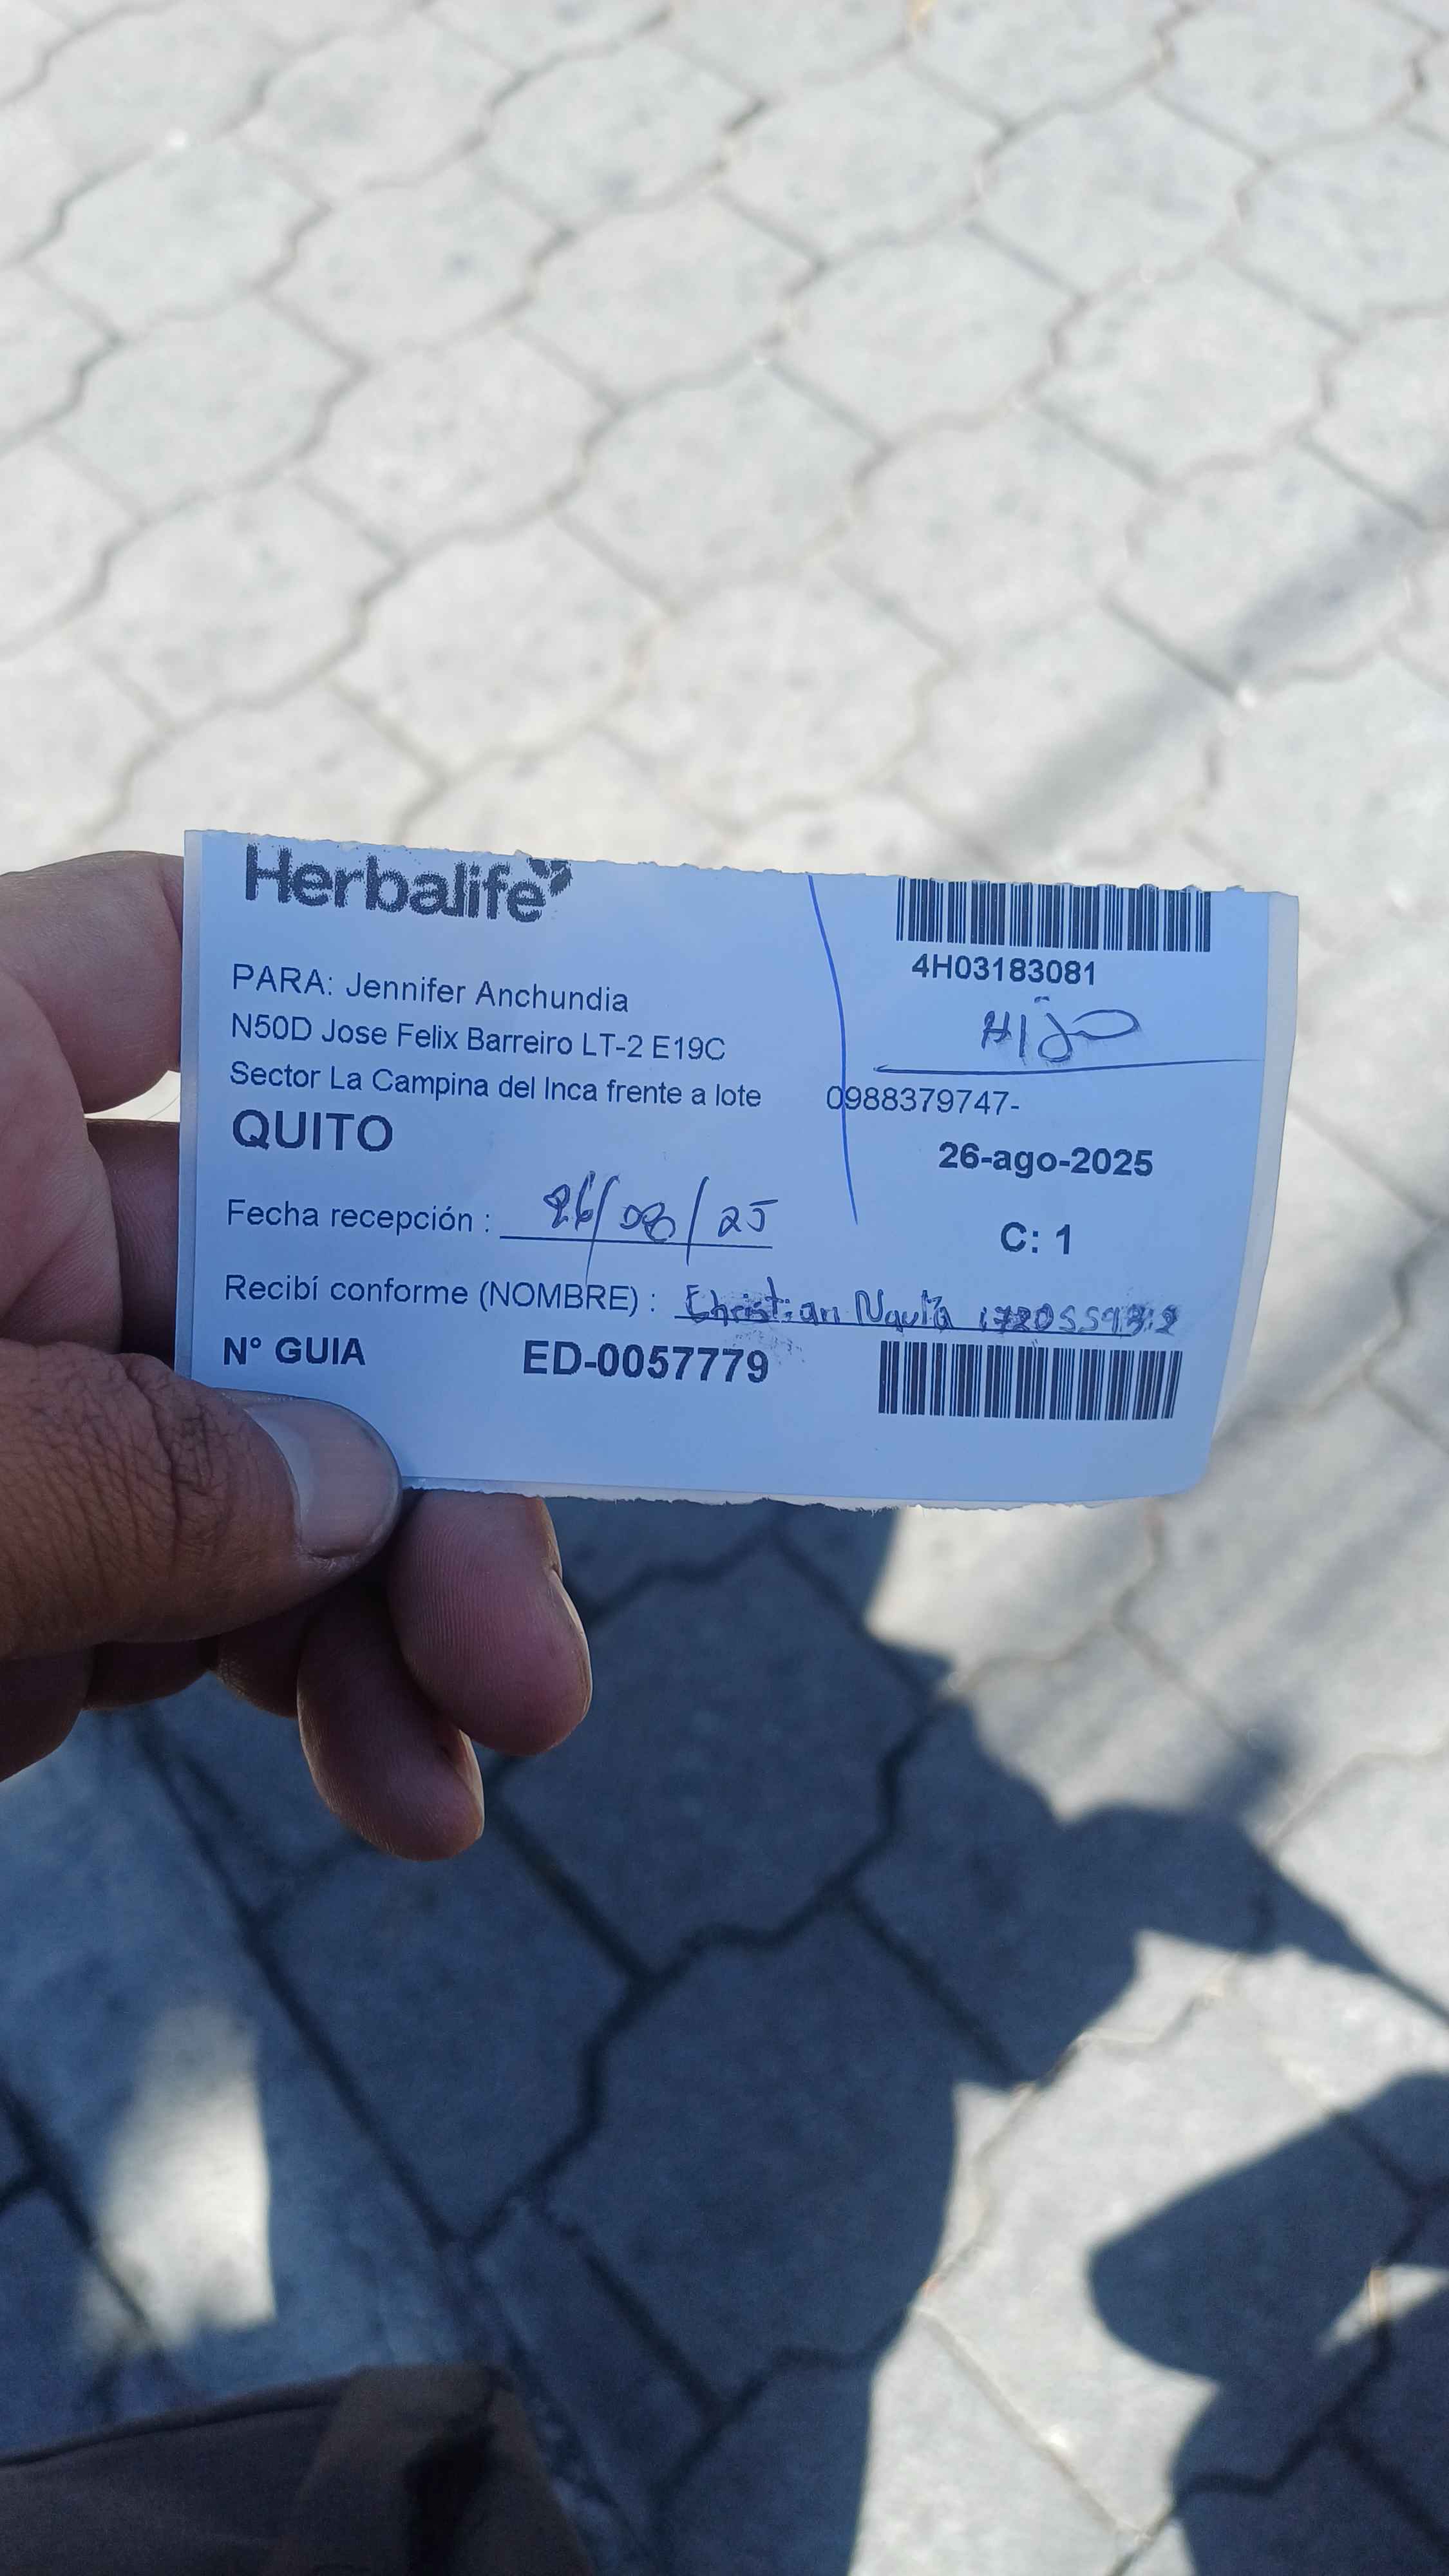 Herbalife
4H03183081
Hijo
PARA: Jennifer Anchundia
N50D Jose Felix Barreiro LT-2 E19C
Sector La Campina del Inca frente a lote 0988379747-
QUITO
26-ago-2025
Fecha recepción : 26/08/25
C: 1
Recibí conforme (NOMBRE) : Christian
N° GUIA ED-0057779